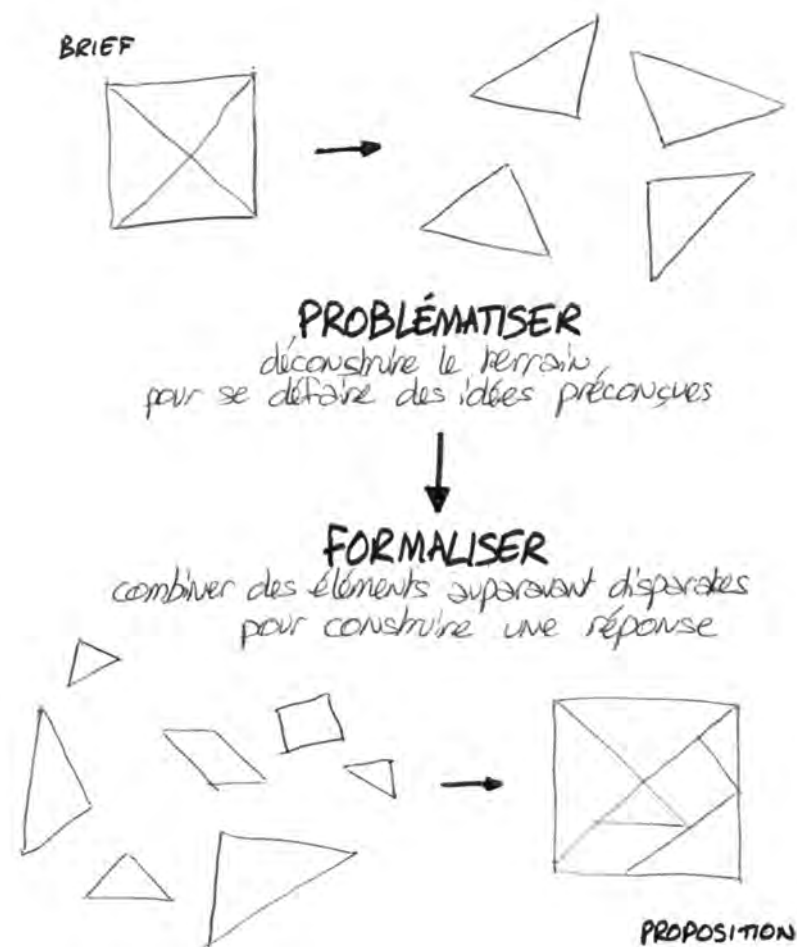 BRIEF
PROBLÉMATISER
déconstruire le terrain
pour se défaire des idées préconçues
FORMALISER
combiner des éléments auparavant disparates
pour construire une réponse
PROPOSITION